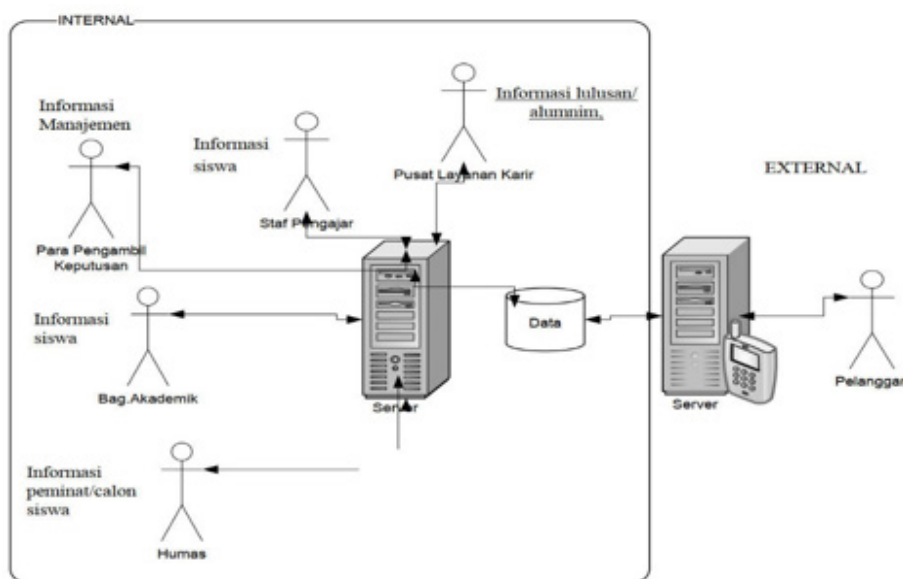 INTERNAL
Informasi lulusan/
alumnim,
Informasi
Manajemen
Informasi
siswa
Pusat Layanan Karir
EXTERNAL
Staf Pengajar
Para Pengambil
Keputusan
Informasi
siswa
Data
Bag.Akademik
Server
Server
Pelanggan
Informasi
peminat/calon
siswa
Humas